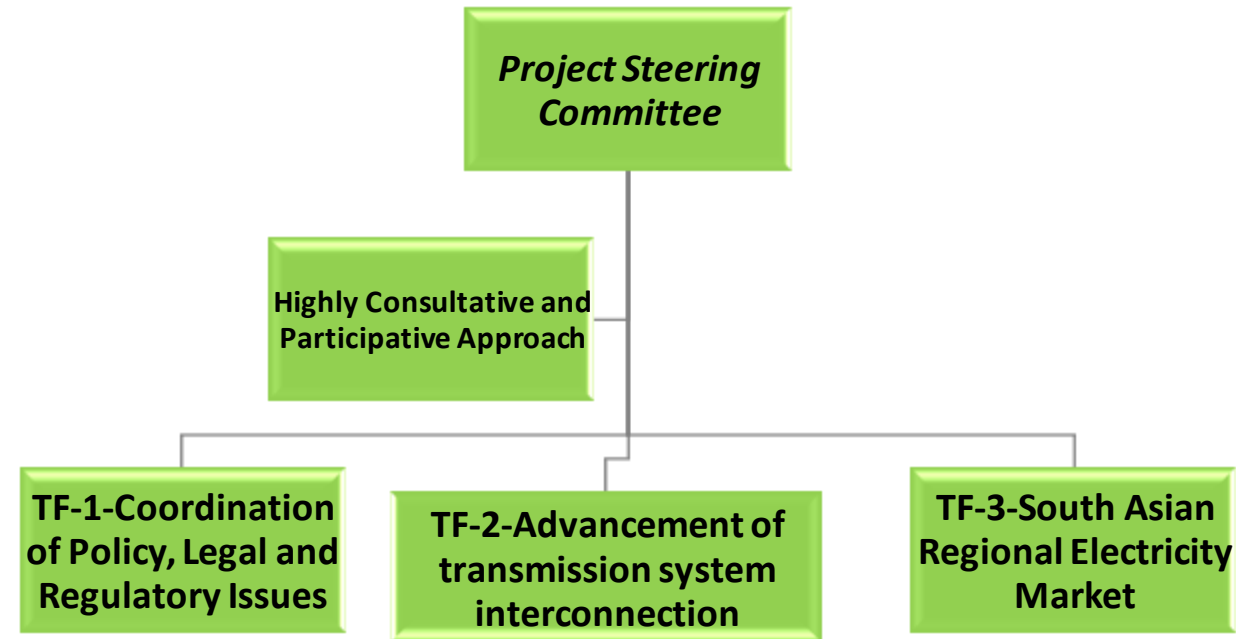 Project Steering
Committee
Highly Consultative and
Participative Approach
TF-1-Coordination
of Policy, Legal and
Regulatory Issues
TF-2-Advancement of
transmission system
interconnection
TF-3-South Asian
Regional Electricity
Market